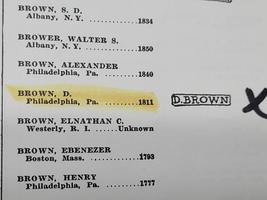 BROWN, S. D.
Albany, N. Y. ............1834
BROWER, WALTER S.
Albany, N. Y. ............1850
BROWN, ALEXANDER
Philadelphia, Pa. .........1840
BROWN, D.
Philadelphia, Pa. .........1811
D.BROWN
BROWN, ELNATHAN C.
Westerly, R. I. ......Unknown
BROWN, EBENEZER
Boston, Mass. ............1793
BROWN, HENRY
Philadelphia, Pa. .........1777